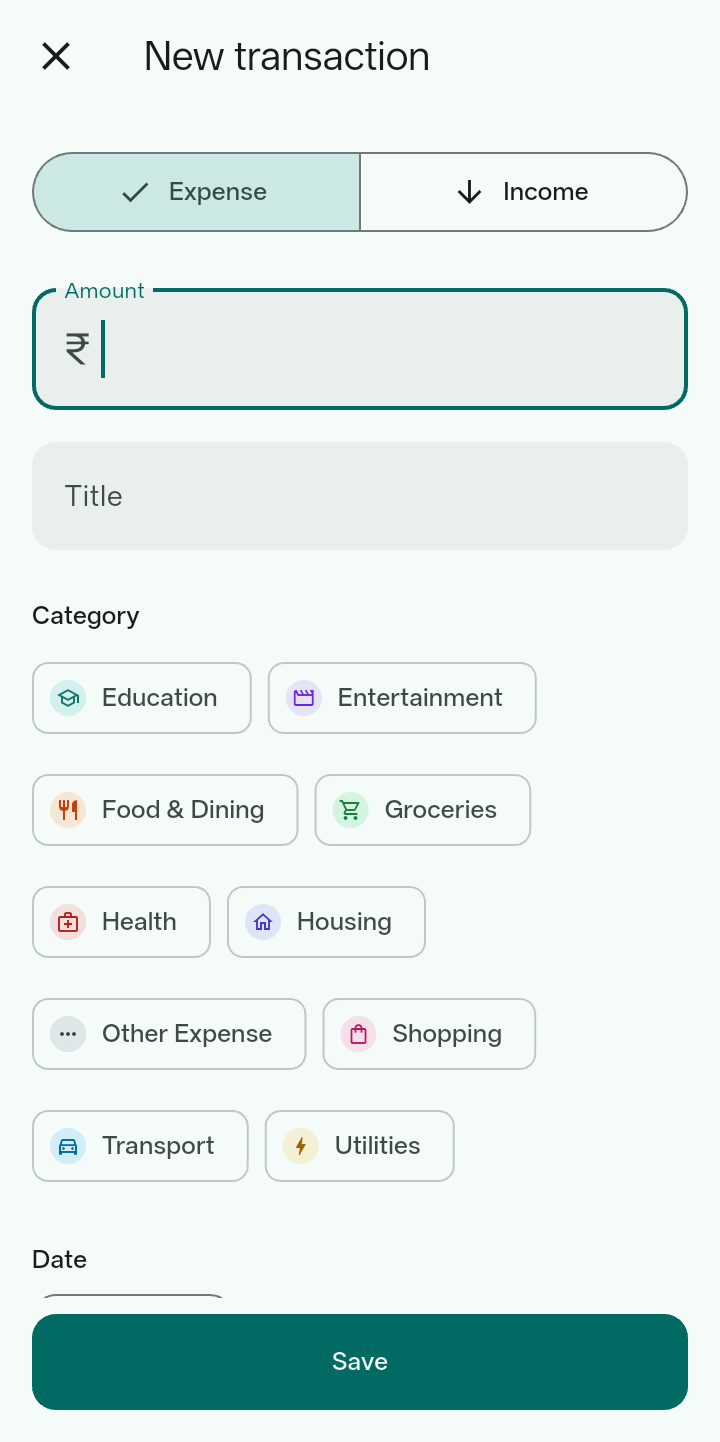 New transaction
Expense
Income
Amount
₹
Title
Category
Education
Entertainment
Food & Dining
Groceries
Health
Housing
Other Expense
Shopping
Transport
Utilities
Date
Save